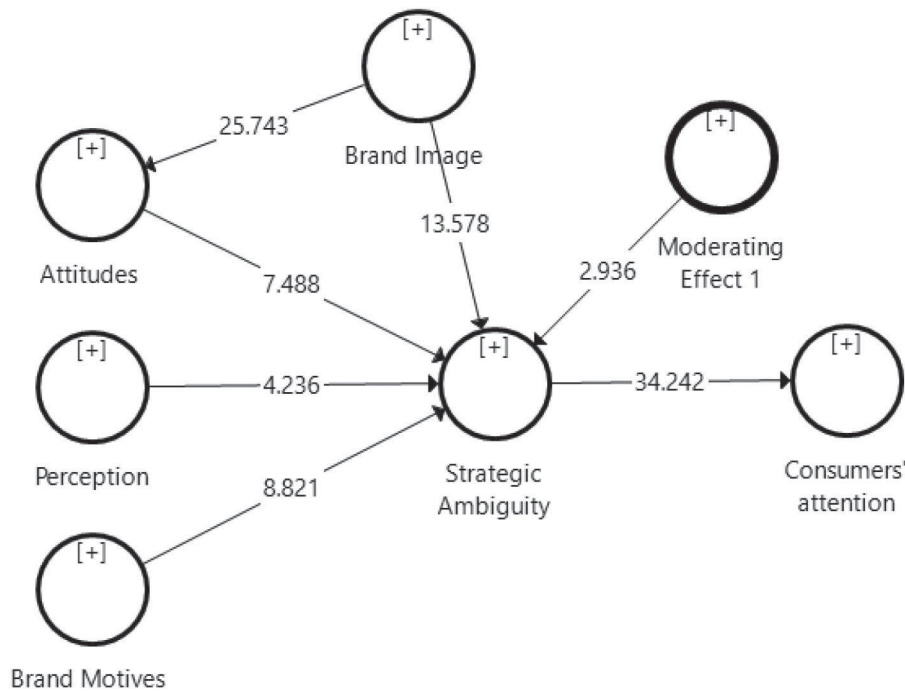 [+]
25.743
Brand Image
[+]
Attitudes
[+]
Moderating
Effect 1
13.578
2.936
7.488
[+]
Perception
4.236
[+]
Strategic
Ambiguity
34.242
[+]
Consumers'
attention
8.821
[+]
Brand Motives